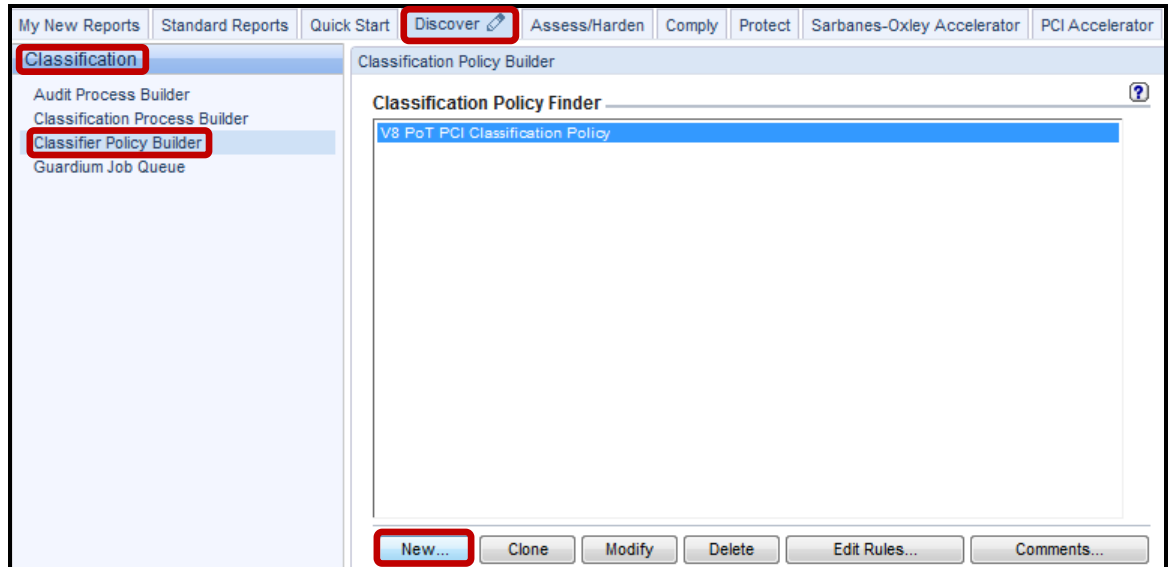 My New Reports Standard Reports Quick Start Discover Assess/Harden Comply Protect Sarbanes-Oxley Accelerator PCI Accelerator
Classification
Audit Process Builder
Classification Process Builder
Classifier Policy Builder
Guardium Job Queue
Classification Policy Builder
Classification Policy Finder
?
V8 PoT PCI Classification Policy
New... Clone Modify Delete Edit Rules... Comments...